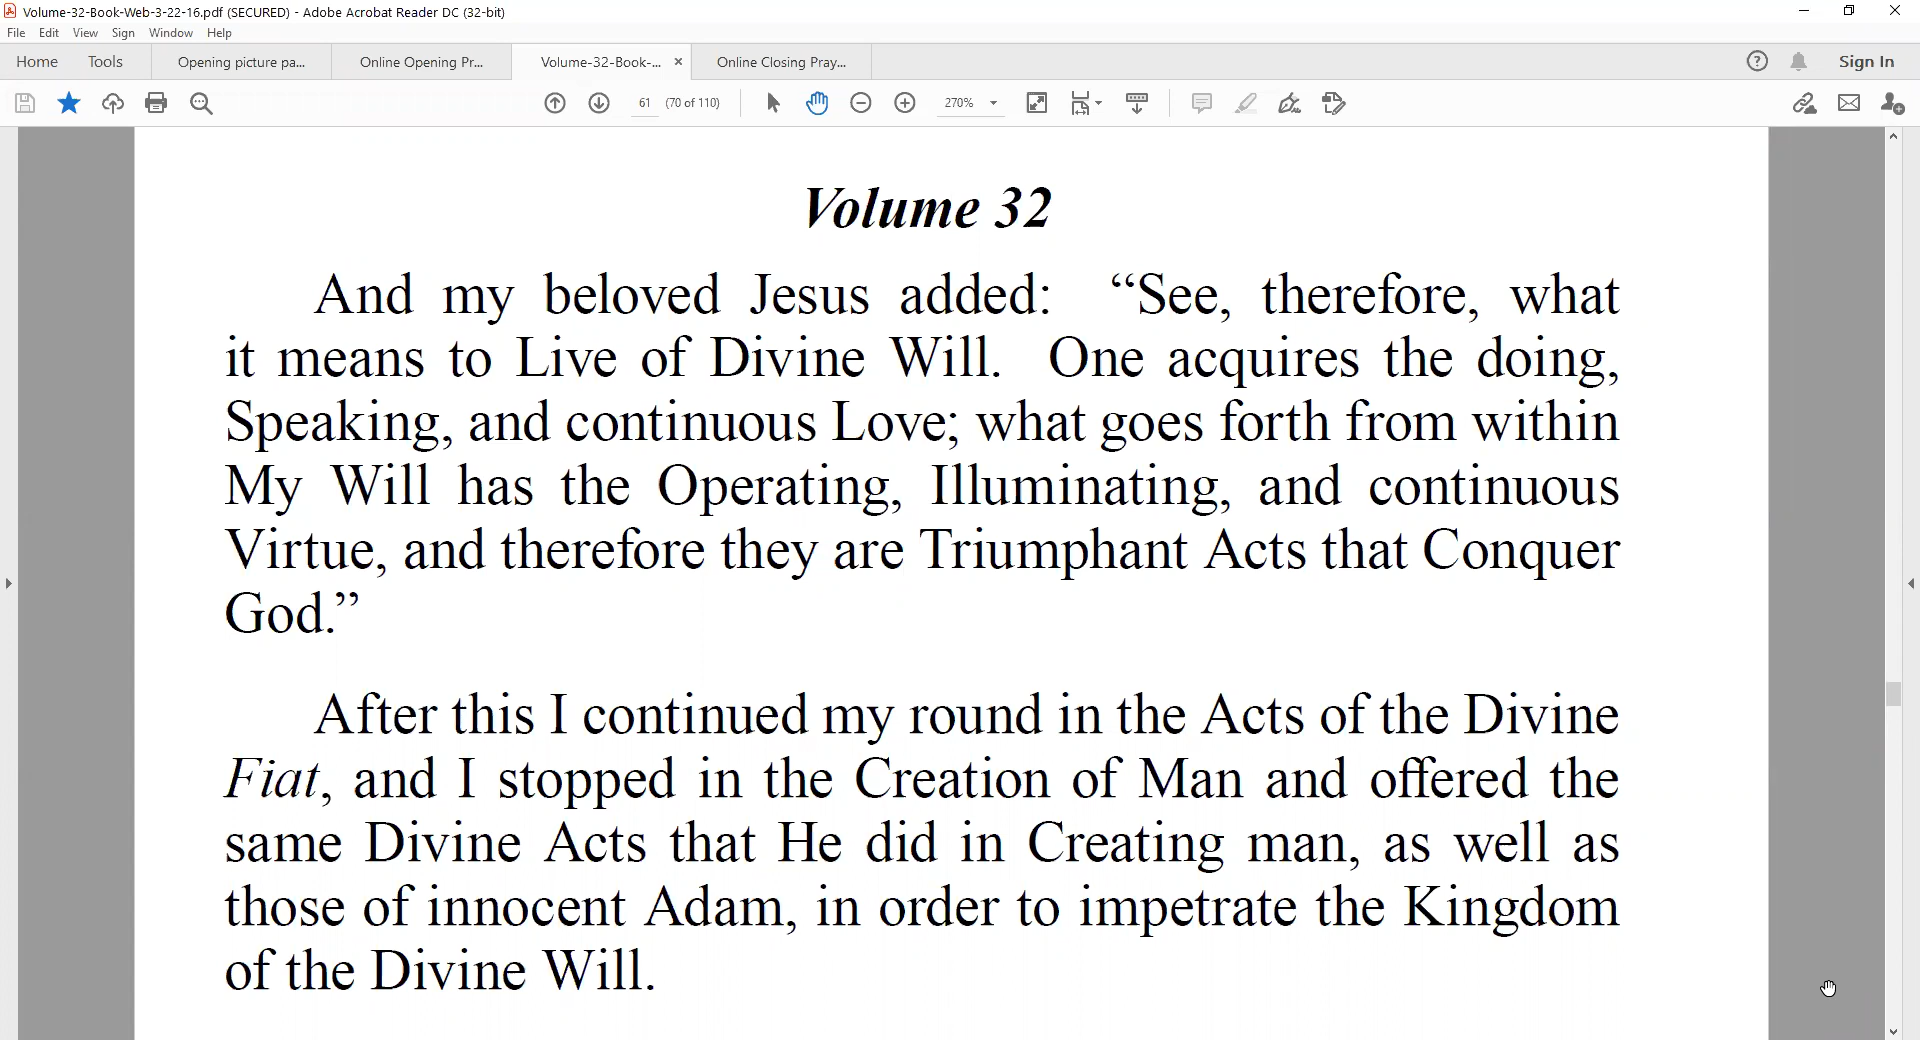 Volume-32-Book-Web-3-22-16.pdf (SECURED) - Adobe Acrobat Reader DC (32-bit)
File Edit View Sign Window Help
Home Tools Opening picture pa... Online Opening Pr... Volume-32-Book-... × Online Closing Pray... Sign In
61 (70 of 110) 270%
Volume 32
And my beloved Jesus added: “See, therefore, what
it means to Live of Divine Will. One acquires the doing,
Speaking, and continuous Love; what goes forth from within
My Will has the Operating, Illuminating, and continuous
Virtue, and therefore they are Triumphant Acts that Conquer
God.”
After this I continued my round in the Acts of the Divine
Fiat, and I stopped in the Creation of Man and offered the
same Divine Acts that He did in Creating man, as well as
those of innocent Adam, in order to impetrate the Kingdom
of the Divine Will.